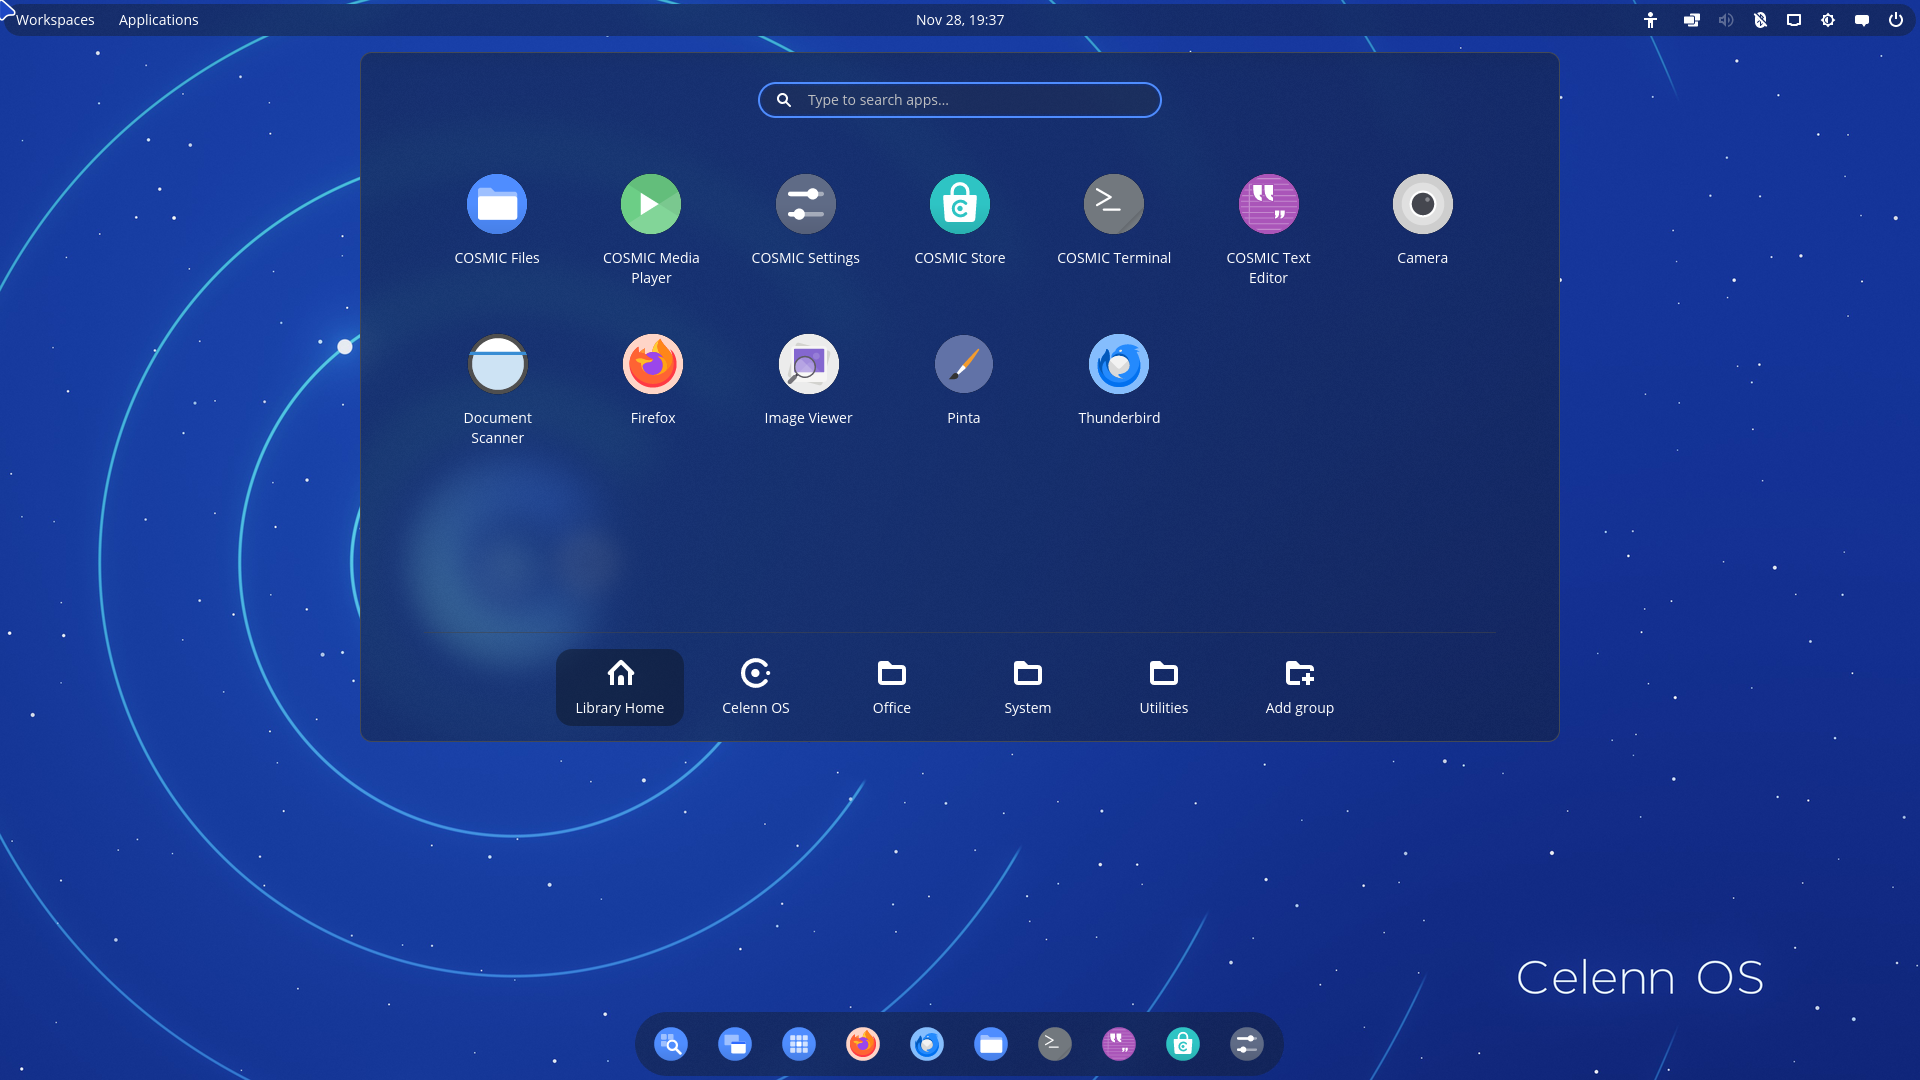 Workspaces Applications Nov 28, 19:37
Type to search apps...
COSMIC Files COSMIC Media Player COSMIC Settings COSMIC Store COSMIC Terminal COSMIC Text Editor Camera
Document Scanner Firefox Image Viewer Pinta Thunderbird
Library Home Celenn OS Office System Utilities Add group
Celenn OS